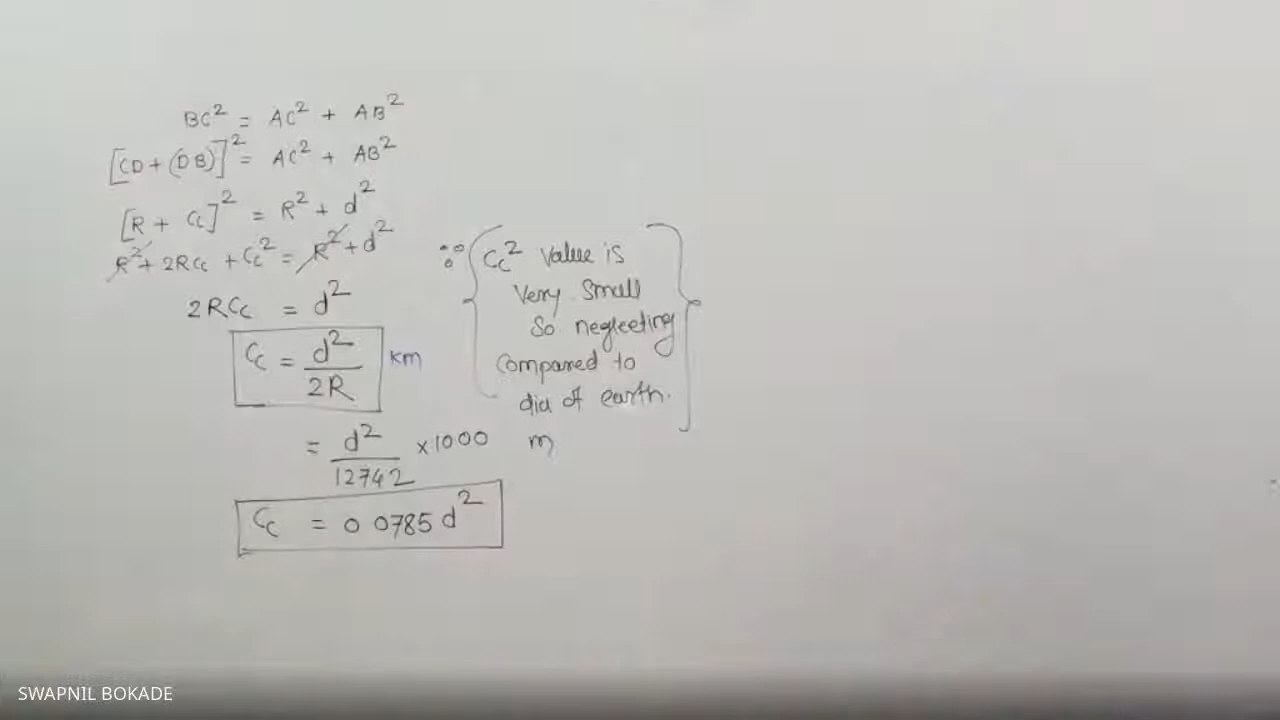 BC² = AC² + AB²
[CD + (DB)]² = AC² + AB²
[R + Cc]² = R² + d²
R² + 2RCc + Cc² = R² + d²
2RCc = d²
Cc = d²/2R km
∵ { Cc² value is
very small
so neglecting
compared to
dia of earth. }
= d²/12742 × 1000 m
Cc = 0 0785 d²
SWAPNIL BOKADE